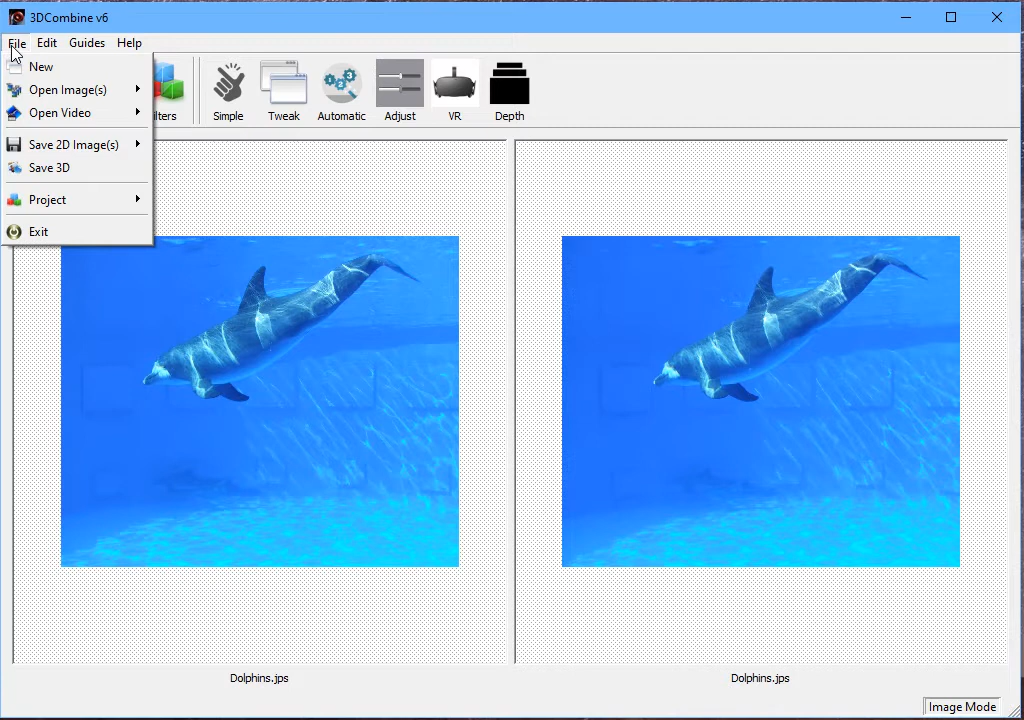 3DCombine v6
File Edit Guides Help
New
Open Image(s)
Open Video
Save 2D Image(s)
Save 3D
Project
Exit
lters
Simple
Tweak
Automatic
Adjust
VR
Depth
Dolphins.jps
Dolphins.jps
Image Mode